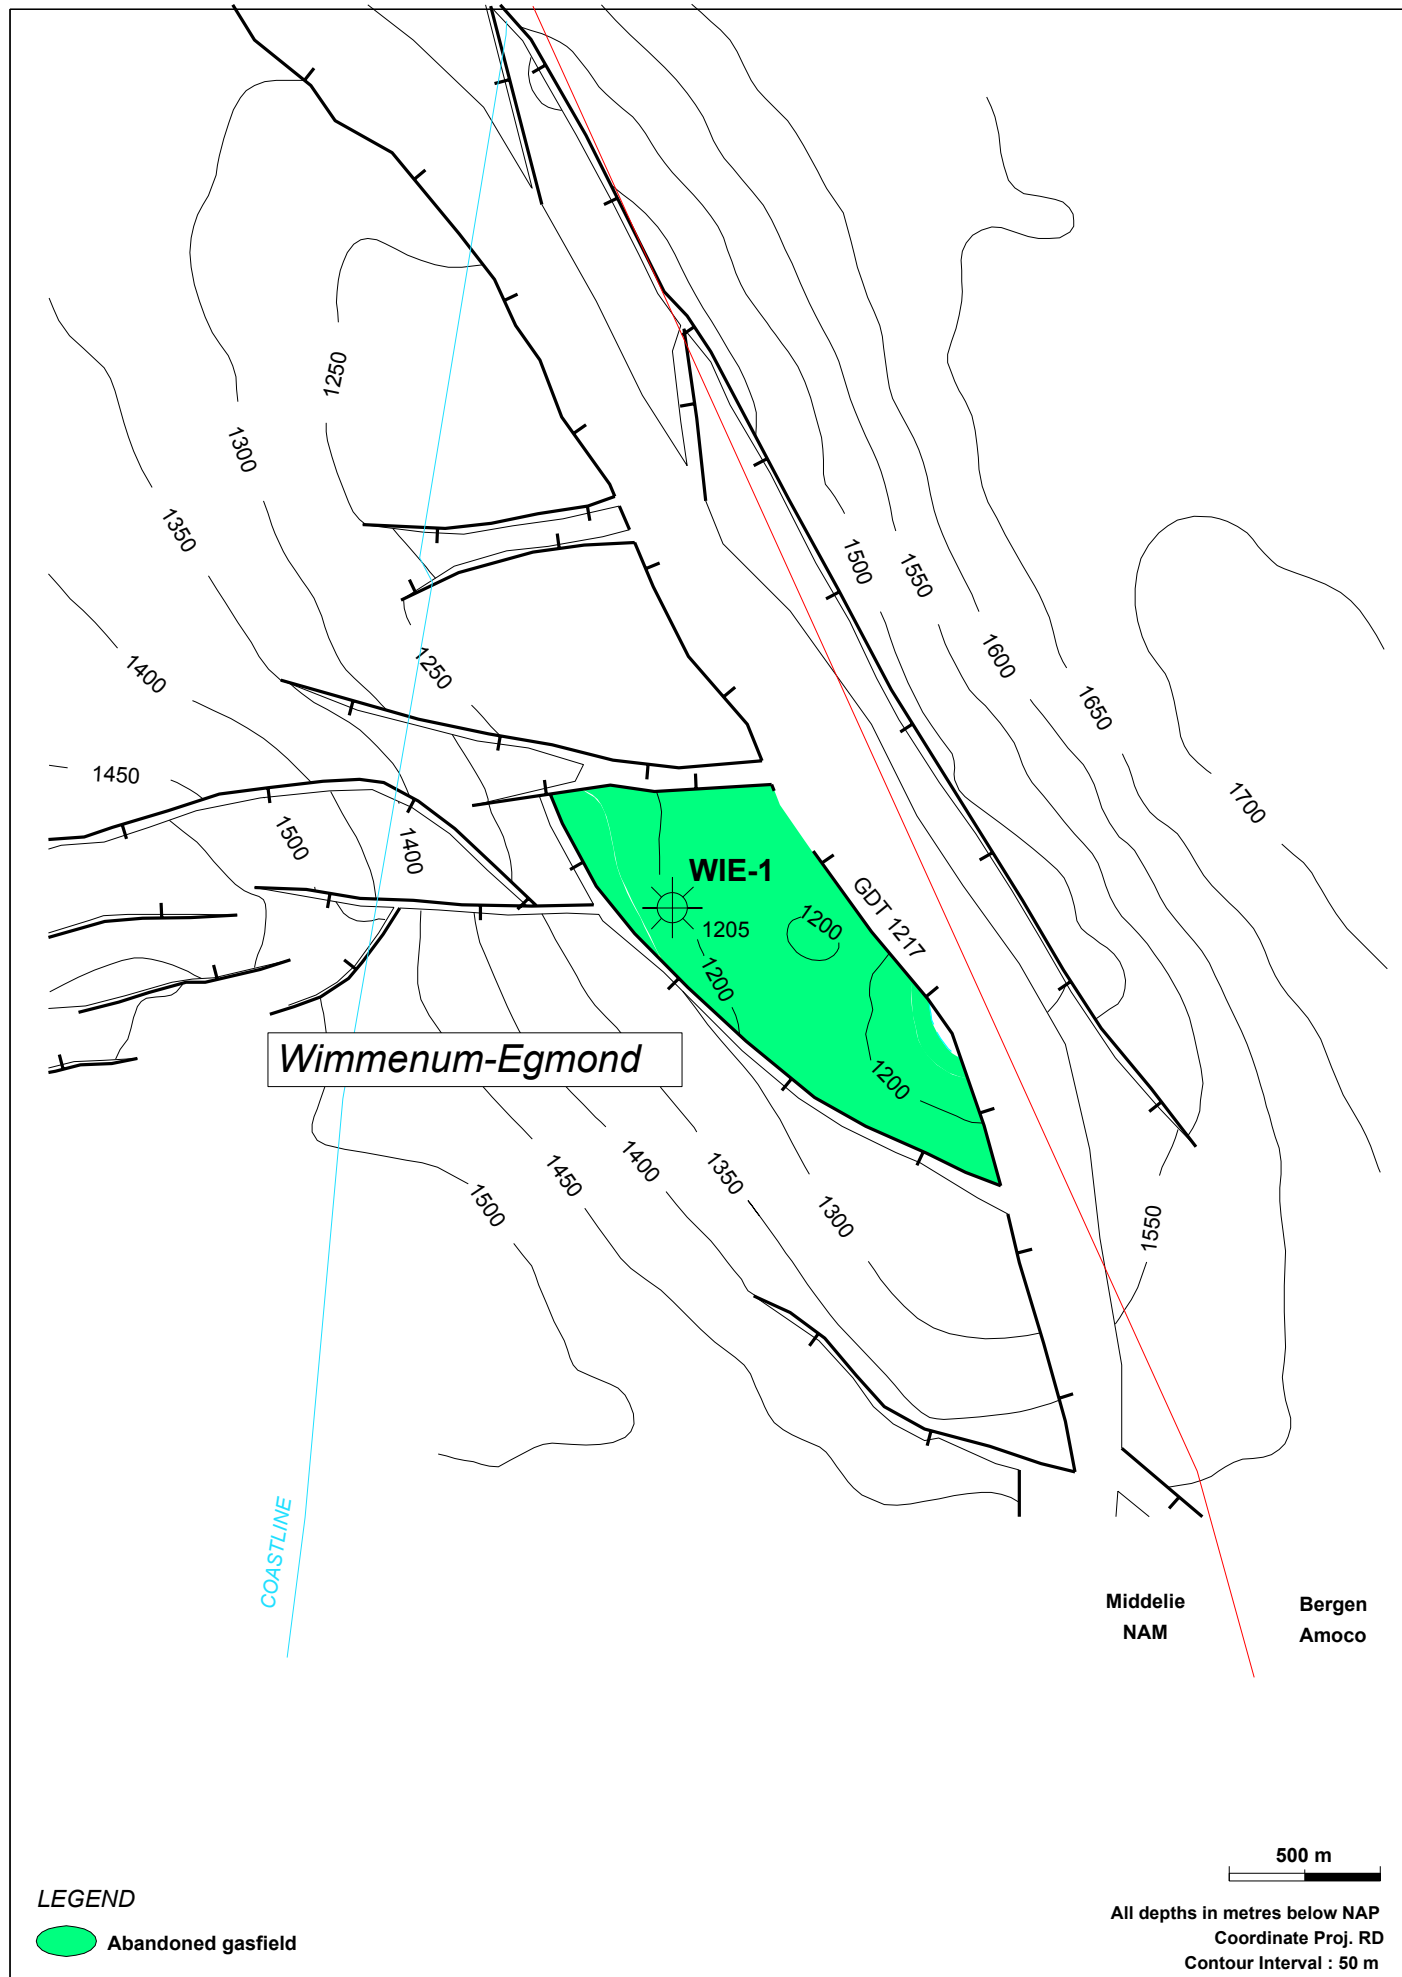 1250
1300
1350
1400
1450
1500
1400
1250
1500
1550
1600
1650
1700
WIE-1
1205
1200
1200
1200
GDT 1217
Wimmenum-Egmond
1500
1450
1400
1350
1300
1550
COASTLINE
Middelie
NAM
Bergen
Amoco
500 m
LEGEND
Abandoned gasfield
All depths in metres below NAP
Coordinate Proj. RD
Contour Interval : 50 m